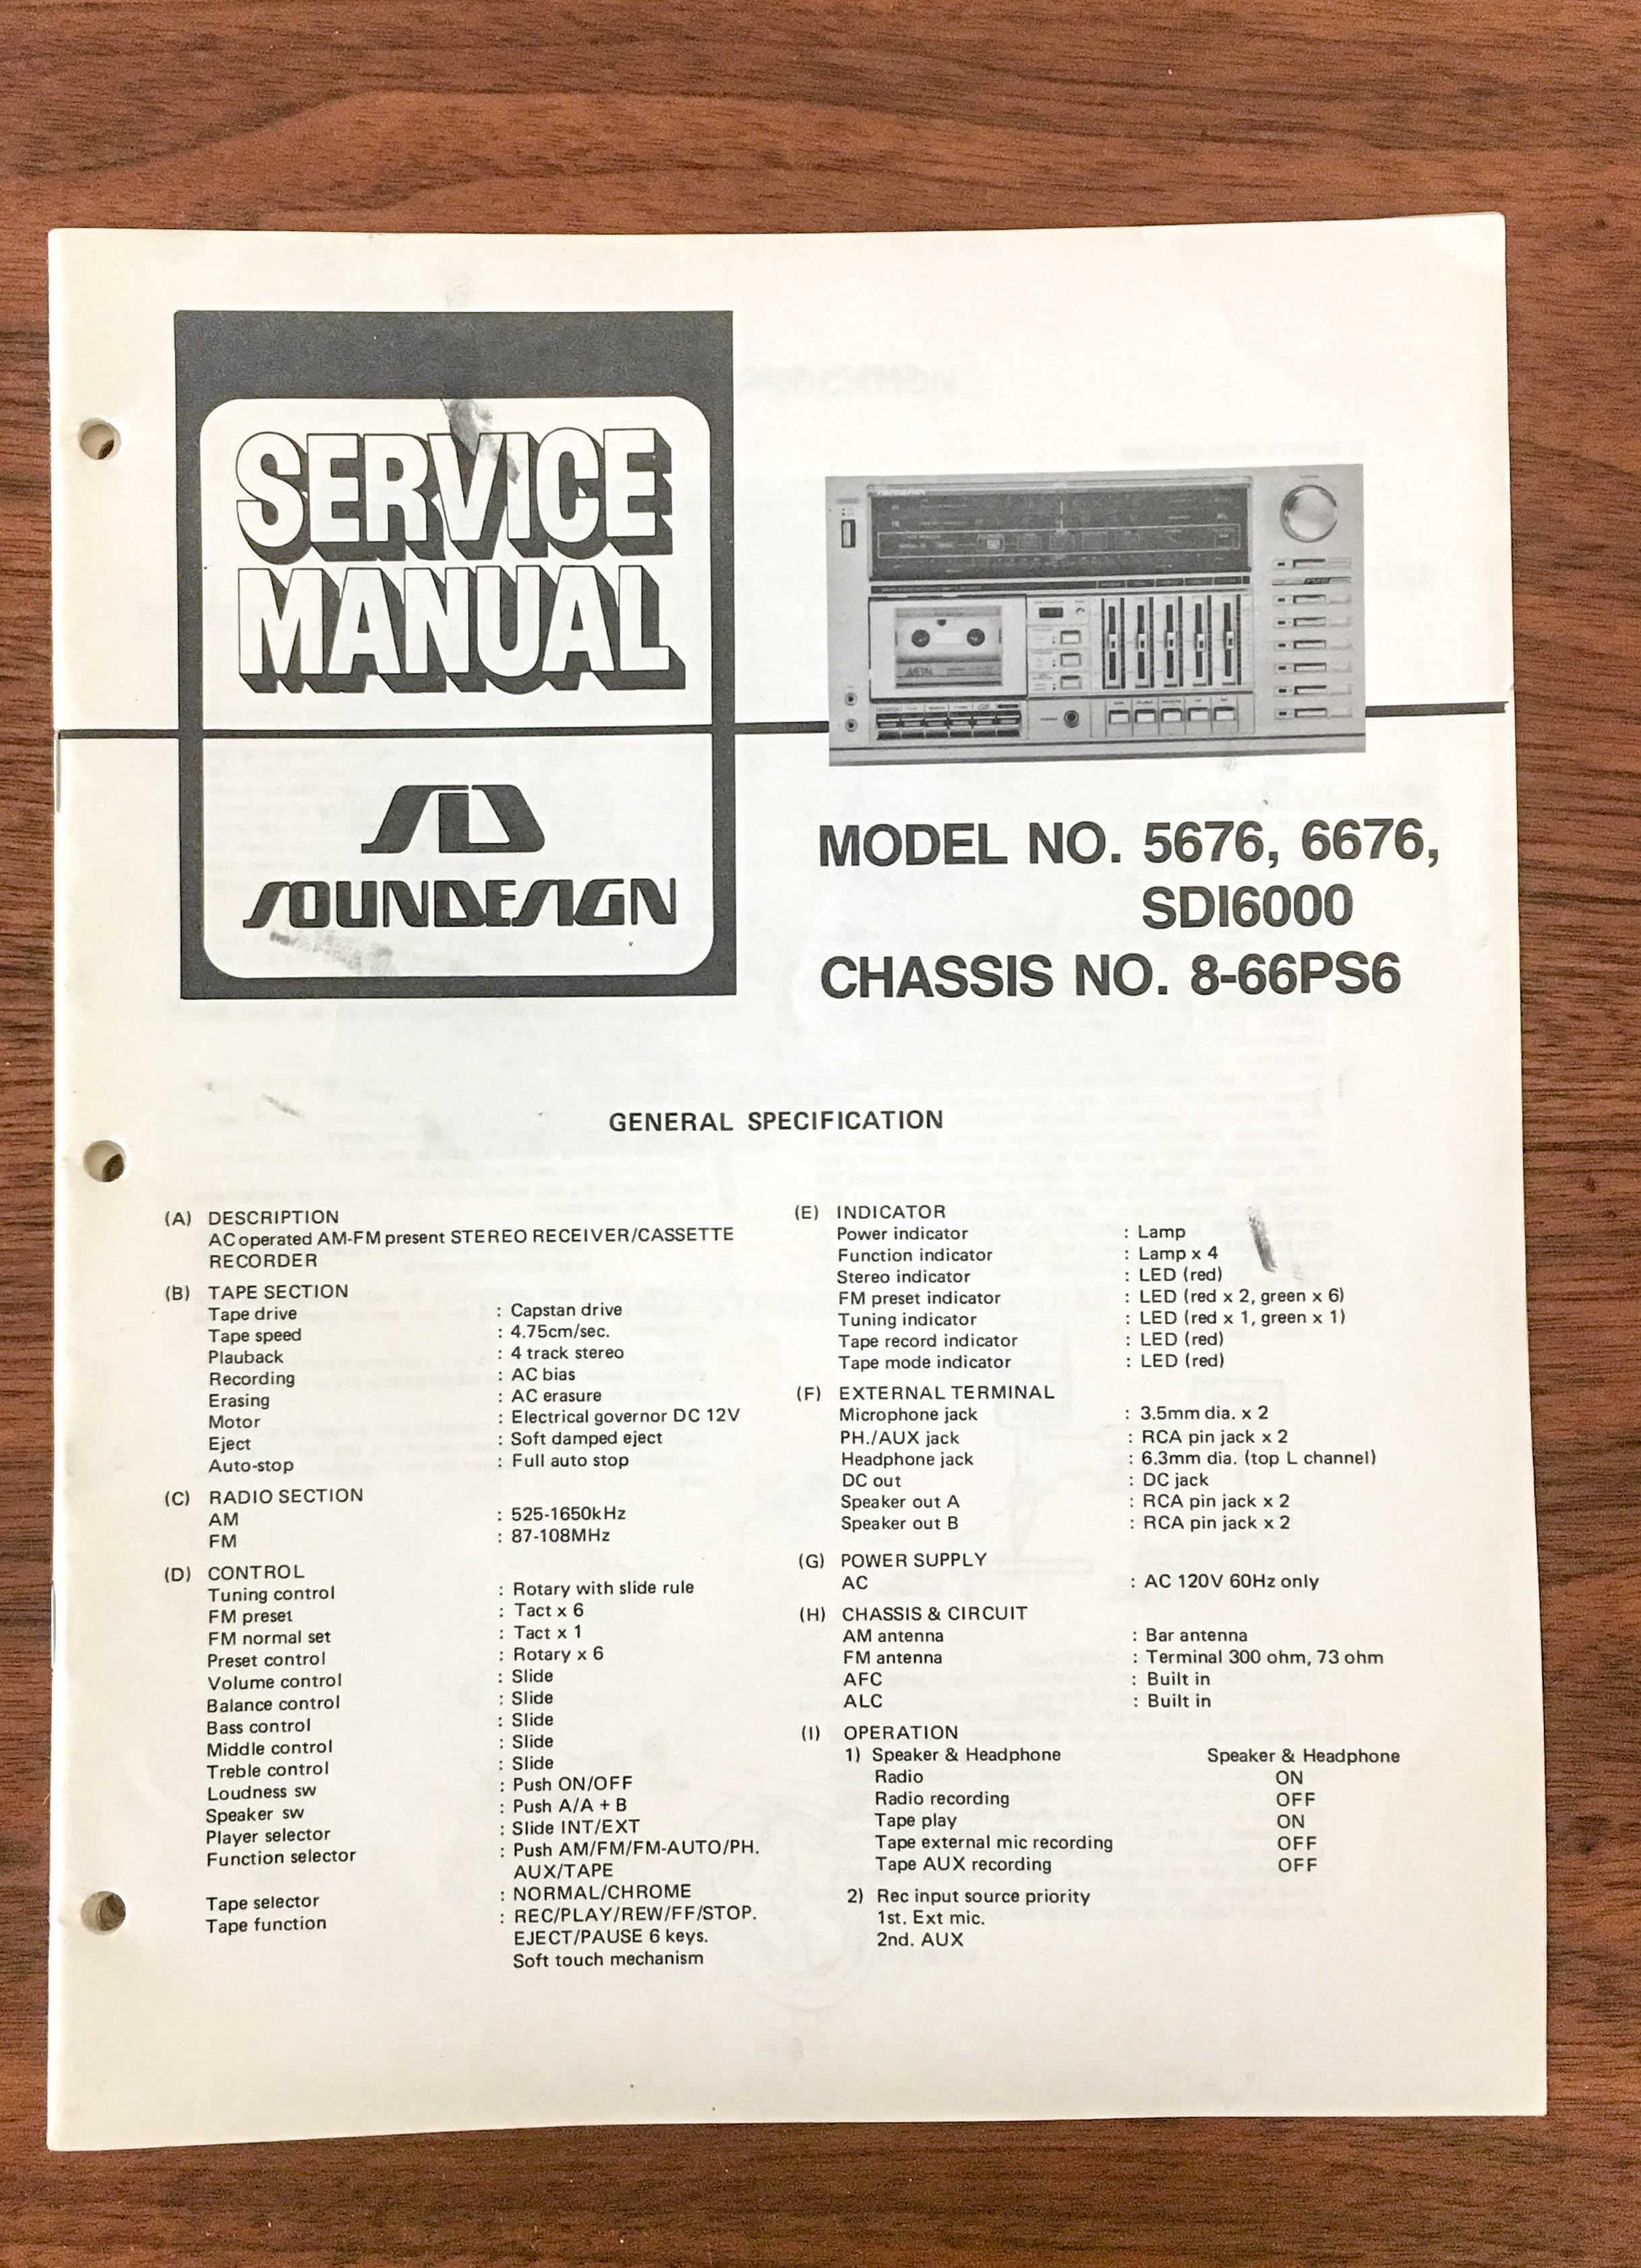 SERVICE
MANUAL
SD
SOUNDESIGN
METAL
MODEL NO. 5676, 6676,
SDI6000
CHASSIS NO. 8-66PS6
GENERAL SPECIFICATION
(A) DESCRIPTION
AC operated AM-FM present STEREO RECEIVER/CASSETTE
RECORDER
(B) TAPE SECTION
Tape drive : Capstan drive
Tape speed : 4.75cm/sec.
Plauback : 4 track stereo
Recording : AC bias
Erasing : AC erasure
Motor : Electrical governor DC 12V
Eject : Soft damped eject
Auto-stop : Full auto stop
(C) RADIO SECTION
AM : 525-1650kHz
FM : 87-108MHz
(D) CONTROL
Tuning control : Rotary with slide rule
FM preset : Tact x 6
FM normal set : Tact x 1
Preset control : Rotary x 6
Volume control : Slide
Balance control : Slide
Bass control : Slide
Middle control : Slide
Treble control : Slide
Loudness sw : Push ON/OFF
Speaker sw : Push A/A + B
Player selector : Slide INT/EXT
Function selector : Push AM/FM/FM-AUTO/PH.
AUX/TAPE
Tape selector : NORMAL/CHROME
Tape function : REC/PLAY/REW/FF/STOP.
EJECT/PAUSE 6 keys.
Soft touch mechanism
(E) INDICATOR
Power indicator : Lamp
Function indicator : Lamp x 4
Stereo indicator : LED (red)
FM preset indicator : LED (red x 2, green x 6)
Tuning indicator : LED (red x 1, green x 1)
Tape record indicator : LED (red)
Tape mode indicator : LED (red)
(F) EXTERNAL TERMINAL
Microphone jack : 3.5mm dia. x 2
PH./AUX jack : RCA pin jack x 2
Headphone jack : 6.3mm dia. (top L channel)
DC out : DC jack
Speaker out A : RCA pin jack x 2
Speaker out B : RCA pin jack x 2
(G) POWER SUPPLY
AC : AC 120V 60Hz only
(H) CHASSIS & CIRCUIT
AM antenna : Bar antenna
FM antenna : Terminal 300 ohm, 73 ohm
AFC : Built in
ALC : Built in
(I) OPERATION
1) Speaker & Headphone Speaker & Headphone
Radio ON
Radio recording OFF
Tape play ON
Tape external mic recording OFF
Tape AUX recording OFF
2) Rec input source priority
1st. Ext mic.
2nd. AUX